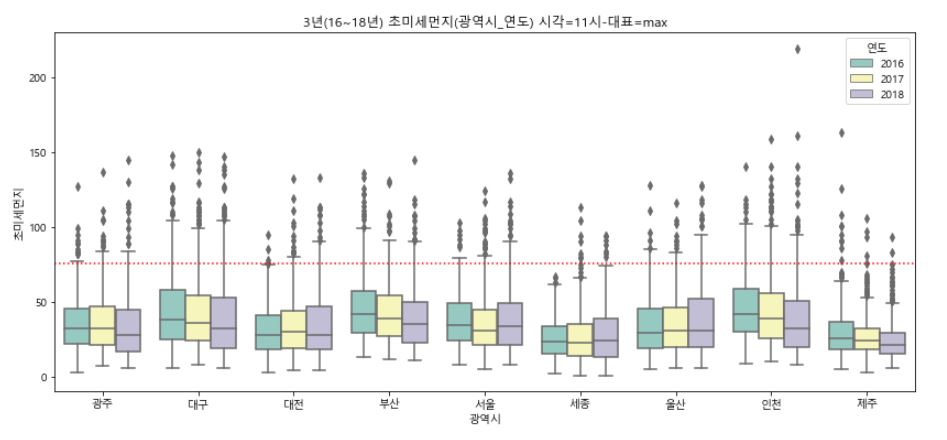 3년(16~18년) 초미세먼지(광역시_연도) 시각=11시-대표=max
연도
2016
2017
2018
초미세먼지
200
150
100
50
0
광주 대구 대전 부산 서울 세종 울산 인천 제주
광역시